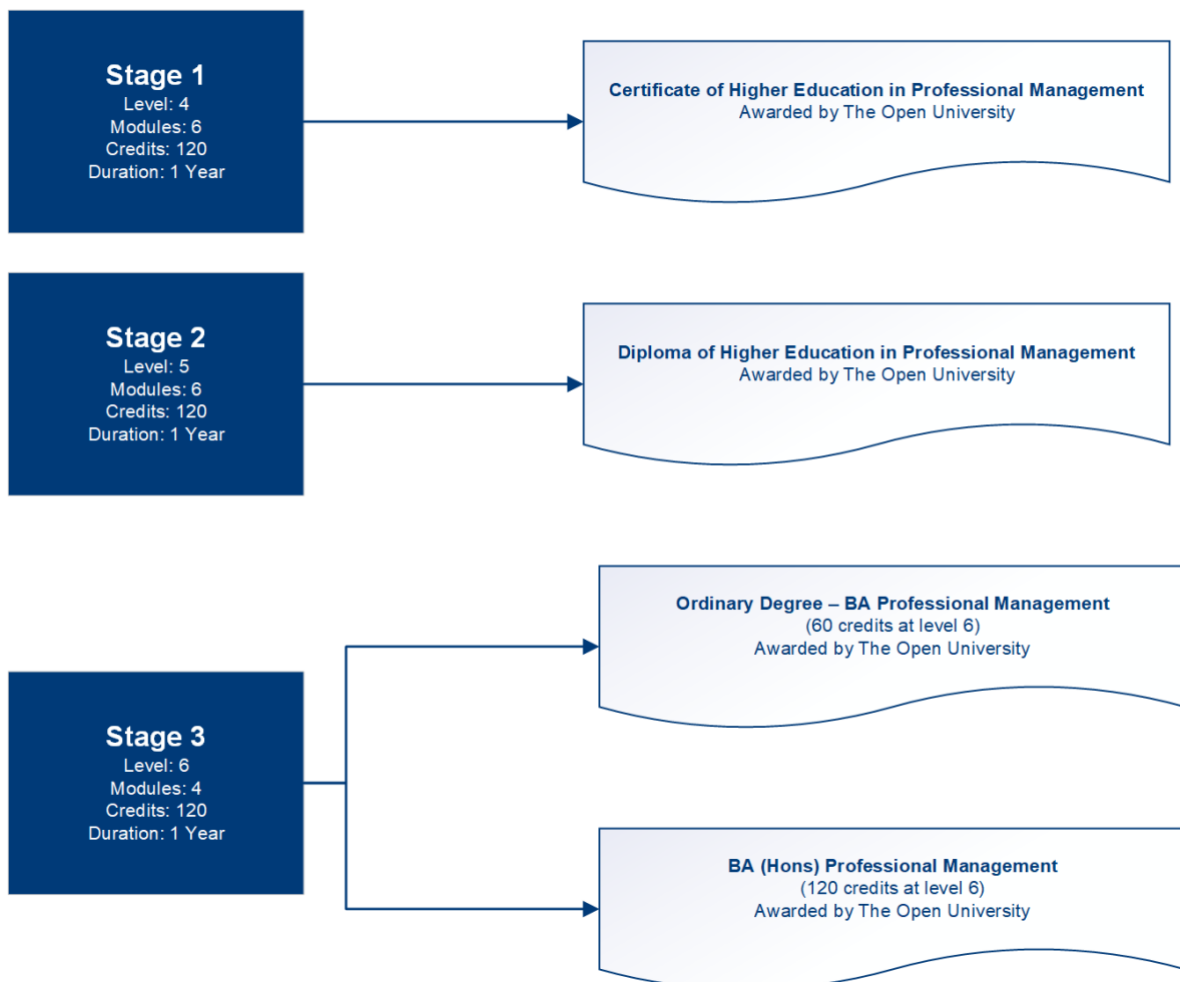 Stage 1
Level: 4
Modules: 6
Credits: 120
Duration: 1 Year
Certificate of Higher Education in Professional Management
Awarded by The Open University
Stage 2
Level: 5
Modules: 6
Credits: 120
Duration: 1 Year
Diploma of Higher Education in Professional Management
Awarded by The Open University
Stage 3
Level: 6
Modules: 4
Credits: 120
Duration: 1 Year
Ordinary Degree – BA Professional Management
(60 credits at level 6)
Awarded by The Open University
BA (Hons) Professional Management
(120 credits at level 6)
Awarded by The Open University